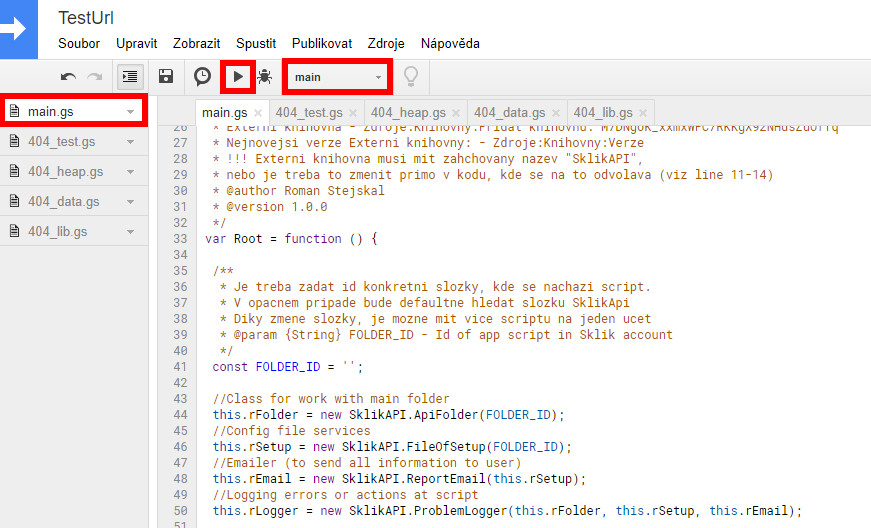 TestUrl
Soubor Upravit Zobrazit Spustit Publikovat Zdroje Nápověda
main
main.gs
404_test.gs
404_heap.gs
404_data.gs
404_lib.gs
main.gs × 404_test.gs × 404_heap.gs × 404_data.gs × 404_lib.gs ×
26 * Externi knihovna - Zdroje:Knihovny:Pridat knihovnu:
27 * Nejnovejsi verze Externi knihovny: - Zdroje:Knihovny:Verze
28 * !!! Externi knihovna musi mit zahchovany nazev "SklikAPI",
29 * nebo je treba to zmenit primo v kodu, kde se na to odvolava (viz line 11-14)
30 * @author Roman Stejskal
31 * @version 1.0.0
32 */
33 var Root = function () {
34
35 /**
36 * Je treba zadat id konkretni slozky, kde se nachazi script.
37 * V opacnem pripade bude defaultne hledat slozku SklikApi
38 * Diky zmene slozky, je mozne mit vice scriptu na jeden ucet
39 * @param {String} FOLDER_ID - Id of app script in Sklik account
40 */
41 const FOLDER_ID = '';
42
43 //Class for work with main folder
44 this.rFolder = new SklikAPI.ApiFolder(FOLDER_ID);
45 //Config file services
46 this.rSetup = new SklikAPI.FileOfSetup(FOLDER_ID);
47 //Emailer (to send all information to user)
48 this.rEmail = new SklikAPI.ReportEmail(this.rSetup);
49 //Logging errors or actions at script
50 this.rLogger = new SklikAPI.ProblemLogger(this.rFolder, this.rSetup, this.rEmail);
51